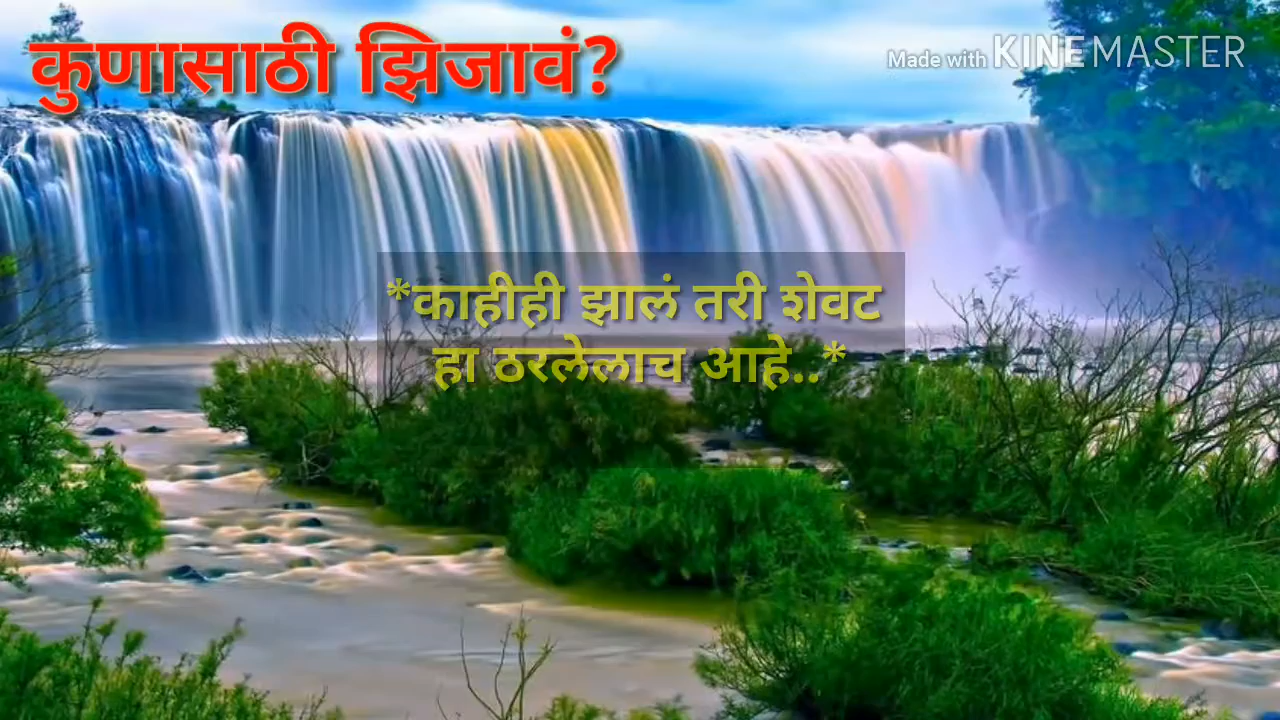 कुणासाठी झिजावं?
Made with KINEMASTER
*काहीही झालं तरी शेवट
हा ठरलेलाच आहे..*